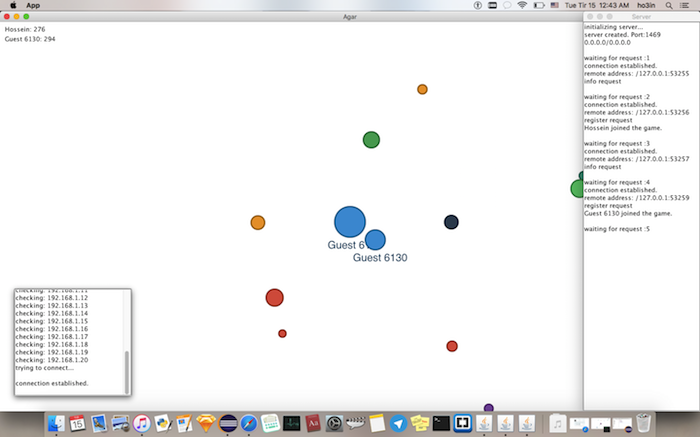 App
Tue Tir 15 12:43 AM ho3in
Agar
Server
Hossein: 276
Guest 6130: 294
Guest 6
Guest 6130
checking: 192.168.1.11
checking: 192.168.1.12
checking: 192.168.1.13
checking: 192.168.1.14
checking: 192.168.1.15
checking: 192.168.1.16
checking: 192.168.1.17
checking: 192.168.1.18
checking: 192.168.1.19
checking: 192.168.1.20
trying to connect...
connection established.
initializing server...
server created. Port:1469
0.0.0.0/0.0.0.0
waiting for request :1
connection established.
remote address: /127.0.0.1:53255
info request
waiting for request :2
connection established.
remote address: /127.0.0.1:53256
register request
Hossein joined the game.
waiting for request :3
connection established.
remote address: /127.0.0.1:53257
info request
waiting for request :4
connection established.
remote address: /127.0.0.1:53259
register request
Guest 6130 joined the game.
waiting for request :5
15